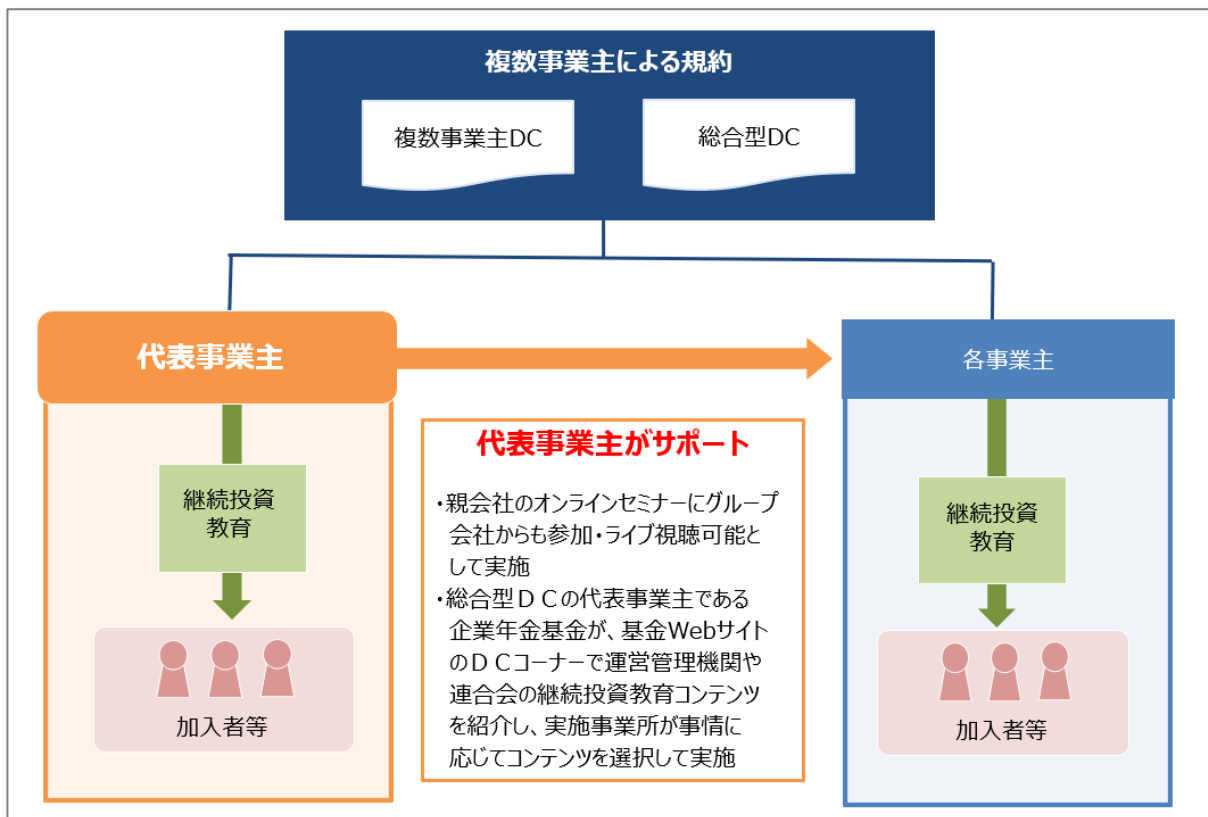 複数事業主による規約
複数事業主DC
総合型DC
代表事業主
各事業主
継続投資
教育
加入者等
代表事業主がサポート
・親会社のオンラインセミナーにグループ
会社からも参加・ライブ視聴可能と
して実施
・総合型ＤＣの代表事業主である
企業年金基金が、基金Webサイト
のＤＣコーナーで運営管理機関や
連合会の継続投資教育コンテンツ
を紹介し、実施事業所が事情に
応じてコンテンツを選択して実施
継続投資
教育
加入者等